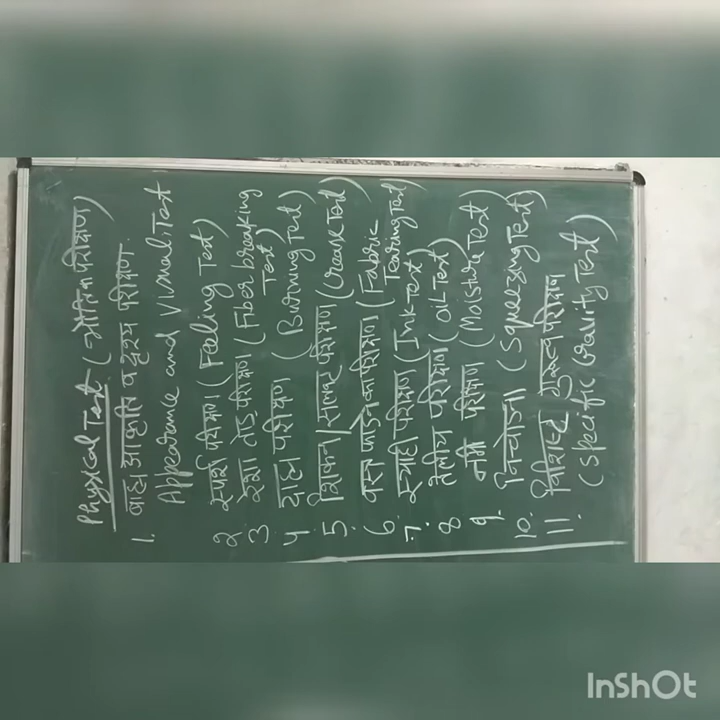 Physical Test (भौतिक परीक्षण)
1. बाह्य आकृति व दृश्य परीक्षण.
Appearance and Visual Test
2 स्पर्श परीक्षण (Feeling Test)
3 रेशा तोड़ परीक्षण (Fiber breaking Test)
4 दाह परीक्षण (Burning Test)
5. शिकन/सलवट परीक्षण (Crease Test)
6. वस्त्र फाड़ने का परीक्षण (Fabric Tearing Test)
7. स्याही परीक्षण (Ink Test)
8 तैलीय परीक्षण (Oil Test)
9. नमी परीक्षण (Moisture Test)
10. निचोड़ना (Squeezing Test)
11. विशिष्ट गुरुत्व परीक्षण
(Specific Gravity Test)
InShOt